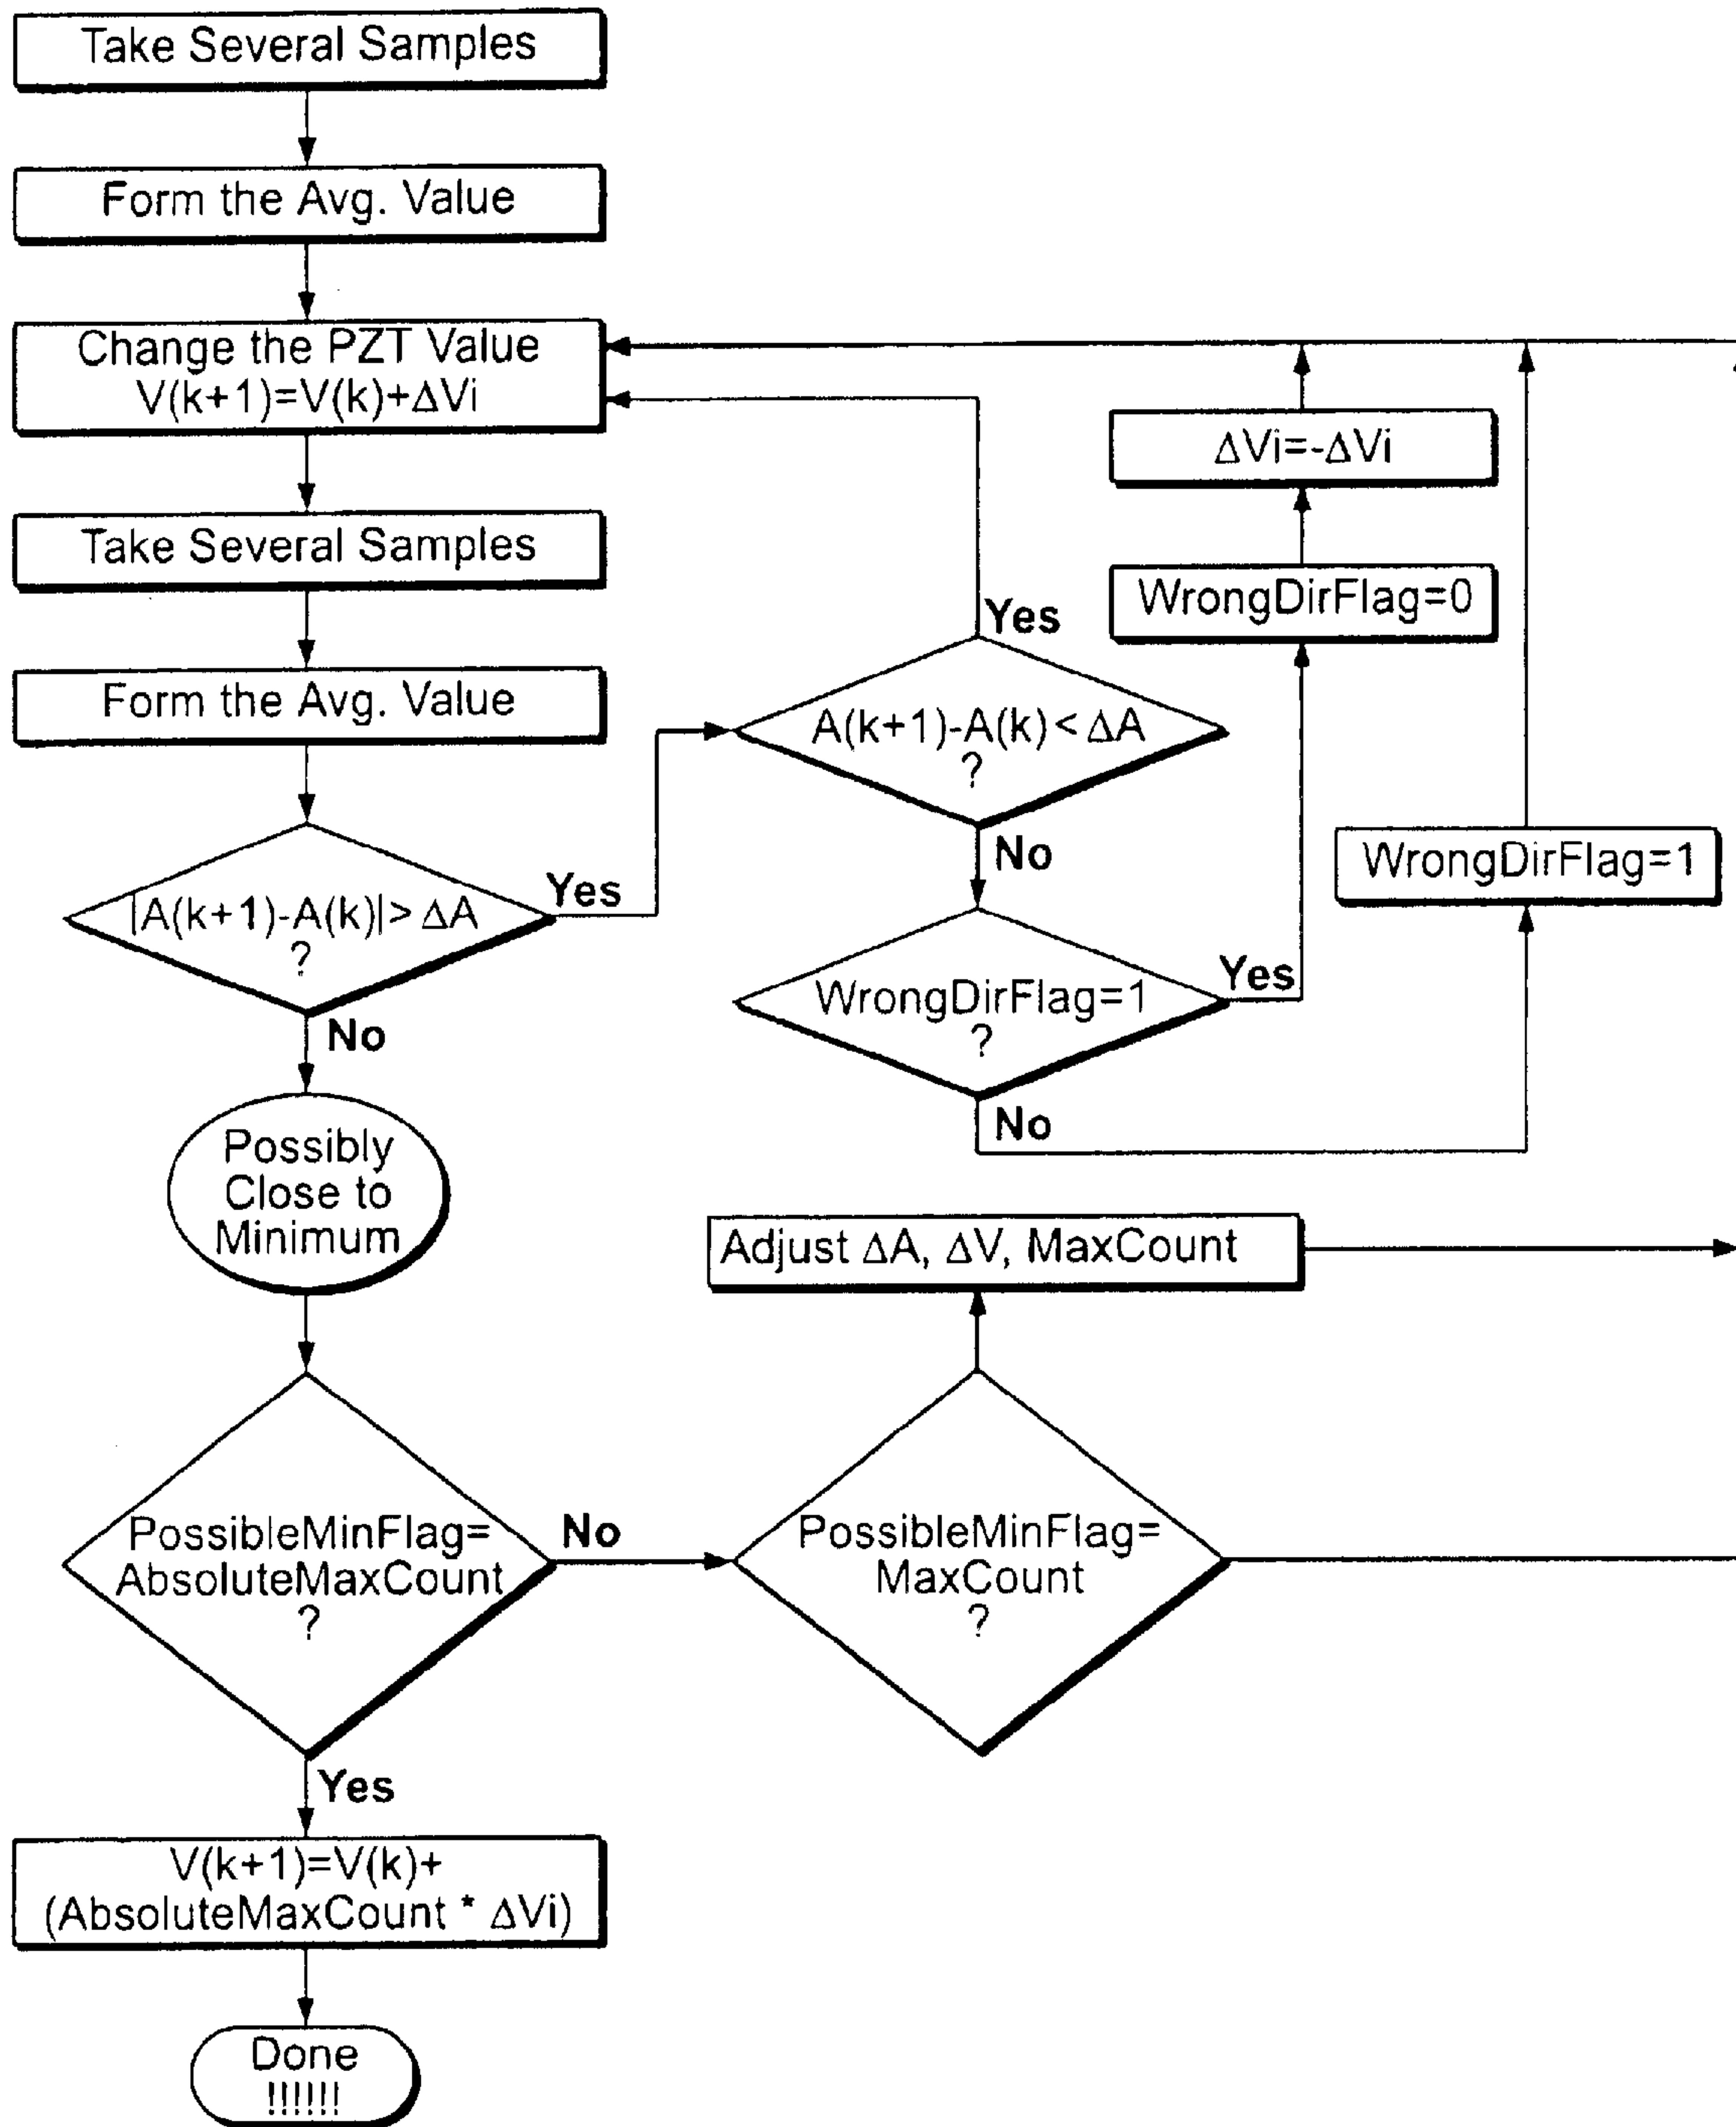 Take Several Samples
Form the Avg. Value
Change the PZT Value
V(k+1)=V(k)+ΔVi
Take Several Samples
Form the Avg. Value
|A(k+1)-A(k)|> ΔA
?
Yes
No
A(k+1)-A(k)< ΔA
?
Yes
No
WrongDirFlag=1
?
Yes
No
WrongDirFlag=0
ΔVi=-ΔVi
WrongDirFlag=1
Possibly
Close to
Minimum
PossibleMinFlag=
AbsoluteMaxCount
?
No
Yes
PossibleMinFlag=
MaxCount
?
Adjust ΔA, ΔV, MaxCount
V(k+1)=V(k)+
(AbsoluteMaxCount * ΔVi)
Done
!!!!!!